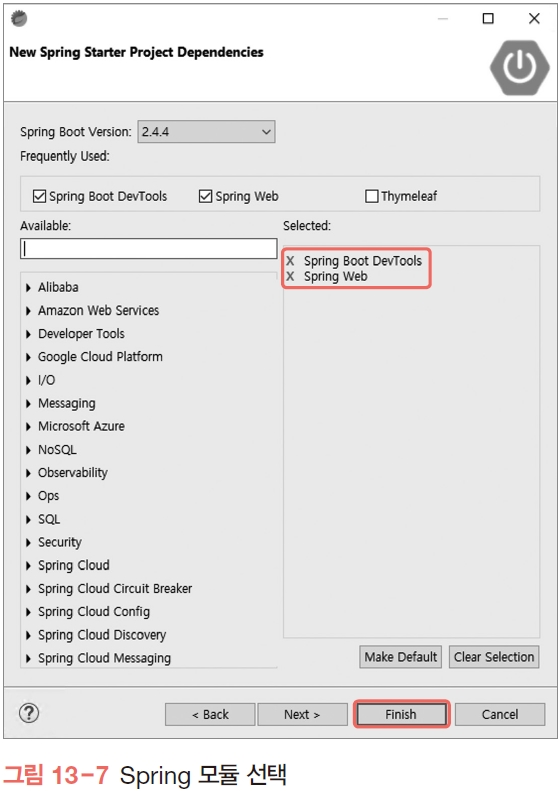 New Spring Starter Project Dependencies
Spring Boot Version: 2.4.4
Frequently Used:
Spring Boot DevTools Spring Web Thymeleaf
Available: Selected:
X Spring Boot DevTools
X Spring Web
Alibaba
Amazon Web Services
Developer Tools
Google Cloud Platform
I/O
Messaging
Microsoft Azure
NoSQL
Observability
Ops
SQL
Security
Spring Cloud
Spring Cloud Circuit Breaker
Spring Cloud Config
Spring Cloud Discovery
Spring Cloud Messaging
Make Default Clear Selection
? < Back Next > Finish Cancel
그림 13-7 Spring 모듈 선택